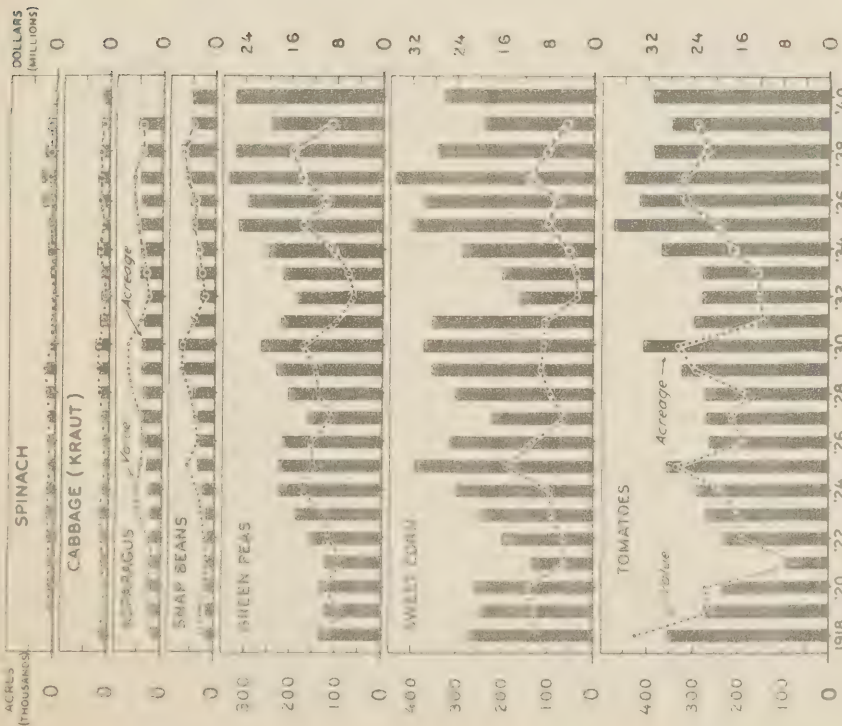 ACRES
(THOUSANDS)
DOLLARS
(MILLIONS)
SPINACH
0
0
CABBAGE (KRAUT)
0
0
ASPARAGUS
Value
Acreage
0
0
SNAP BEANS
0
0
GREEN PEAS
300
200
100
0
24
16
8
0
SWEET CORN
400
300
200
100
0
32
24
16
8
0
TOMATOES
Value
Acreage →
400
300
200
100
0
32
24
16
8
0
1918 '20 '22 '24 '26 '28 '30 '32 '34 '36 '38 '40